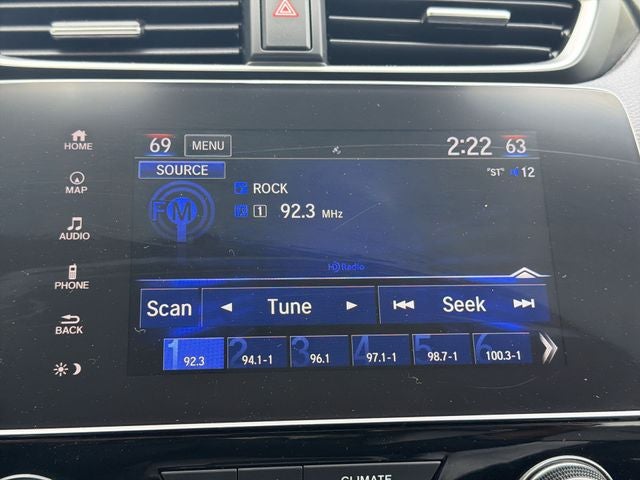 69 MENU 2:22 63
HOME
SOURCE
"ST" 12
FM
ROCK
MAP
1 92.3 MHz
AUDIO
HD Radio
PHONE
Scan Tune Seek
BACK
1 92.3 2 94.1-1 3 96.1 4 97.1-1 5 98.7-1 6 100.3-1
CLIMATE